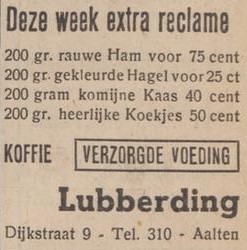 Deze week extra reclame
200 gr. rauwe Ham voor 75 cent
200 gr. gekleurde Hagel voor 25 ct
200 gram komijne Kaas 40 cent
200 gr. heerlijke Koekjes 50 cent
KOFFIE VERZORGDE VOEDING
Lubberding
Dijkstraat 9 - Tel. 310 - Aalten